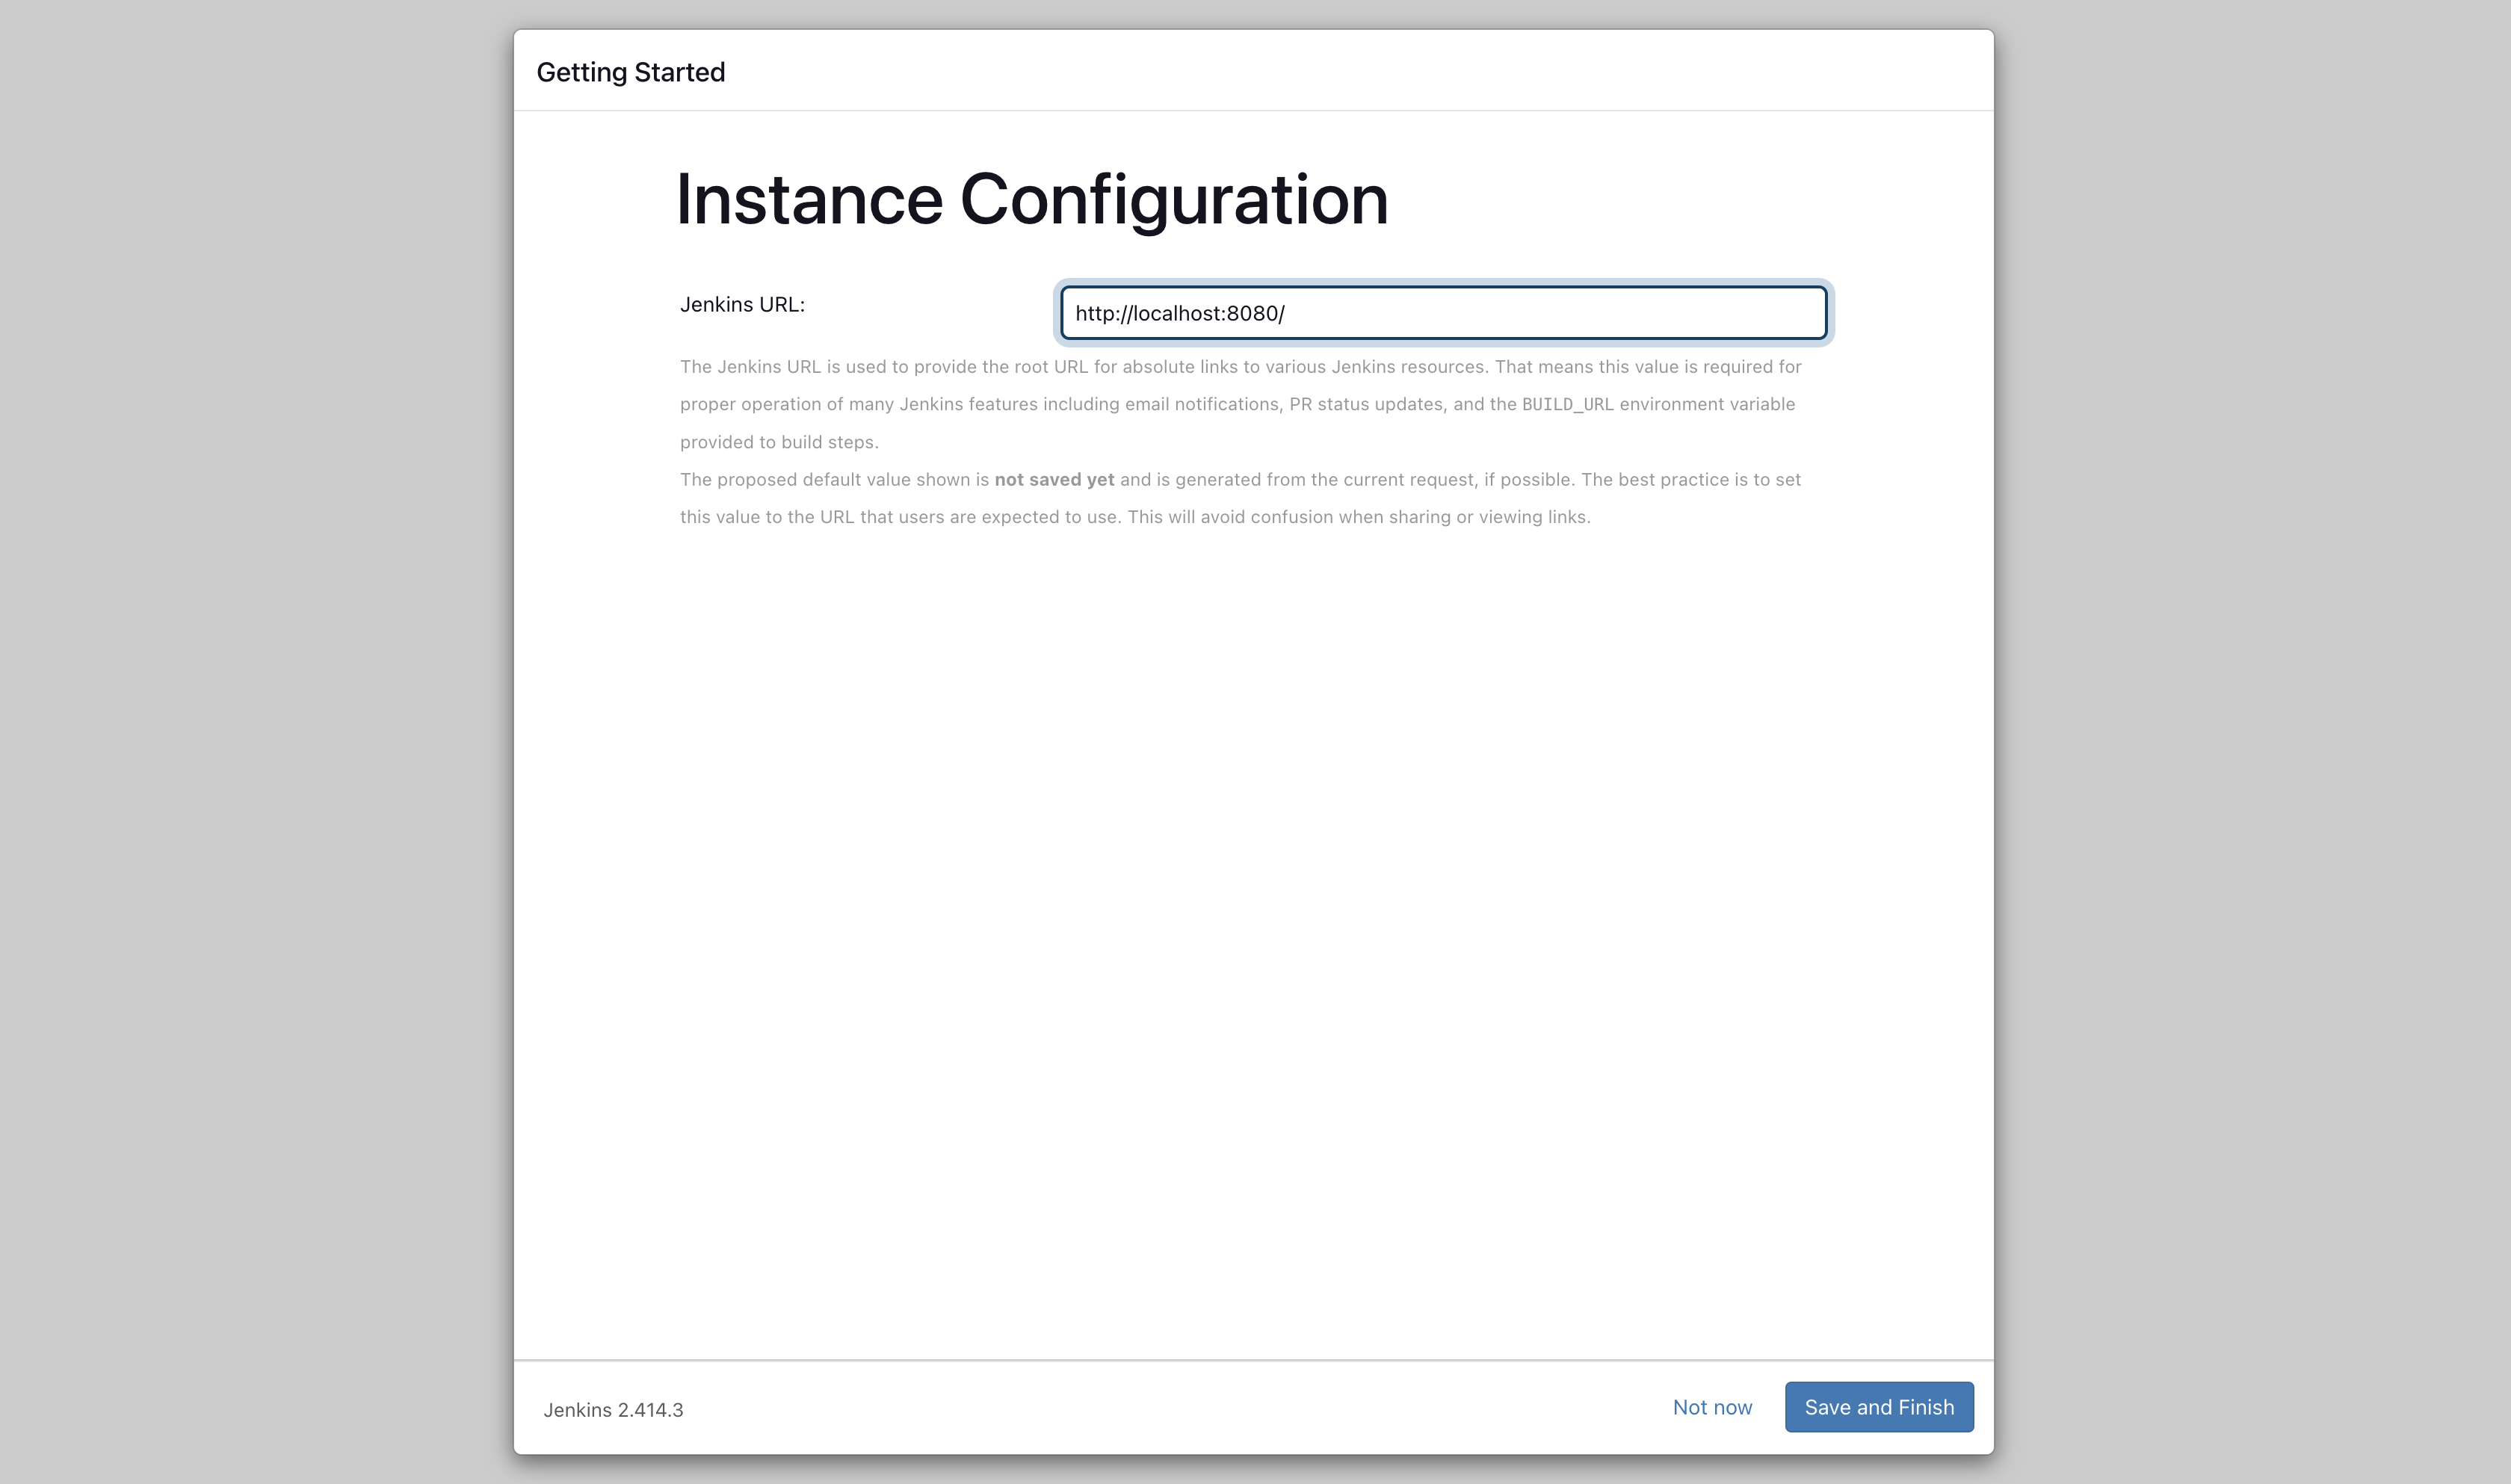 Getting Started
Instance Configuration
Jenkins URL:
http://localhost:8080/
The Jenkins URL is used to provide the root URL for absolute links to various Jenkins resources. That means this value is required for
proper operation of many Jenkins features including email notifications, PR status updates, and the BUILD_URL environment variable
provided to build steps.
The proposed default value shown is not saved yet and is generated from the current request, if possible. The best practice is to set
this value to the URL that users are expected to use. This will avoid confusion when sharing or viewing links.
Jenkins 2.414.3
Not now
Save and Finish